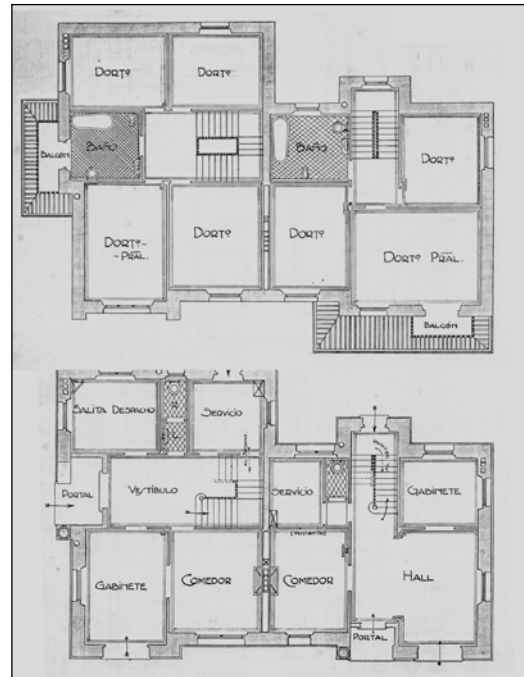 DORTº
DORTº
BALCÓN
BAÑO
BAÑO
DORTº
DORTº-
-PRAL.
DORTº
DORTº
DORTº PRAL.
BALCÓN
SALITA DESPACHO
SERVICIO
PORTAL
VESTÍBULO
SERVICIO
GABINETE
(Ventanilla)
GABINETE
COMEDOR
COMEDOR
HALL
PORTAL